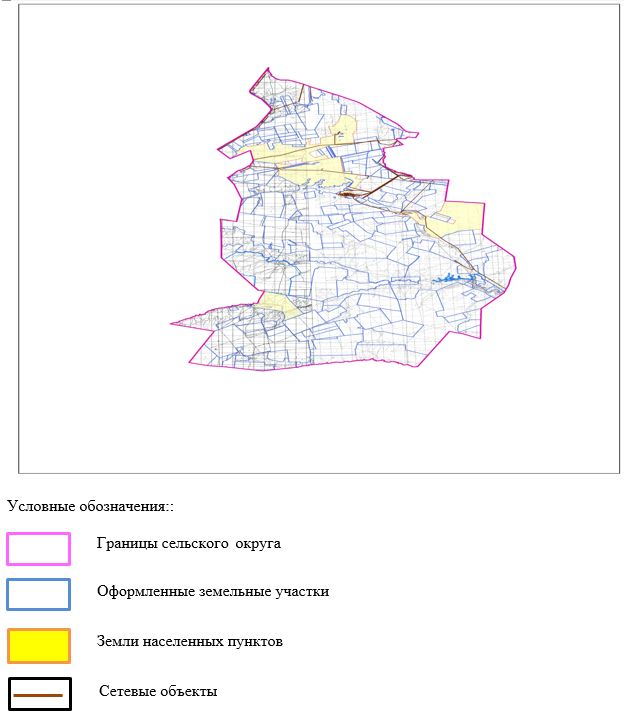 Условные обозначения::
Границы сельского округа
Оформленные земельные участки
Земли населенных пунктов
Сетевые объекты